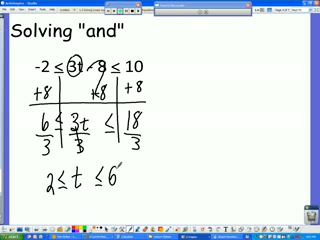 Solving "and"
-2 ≤ 3t - 8 ≤ 10
+8 +8 +8
6/3 ≤ 3t/3 ≤ 18/3
2 ≤ t ≤ 6